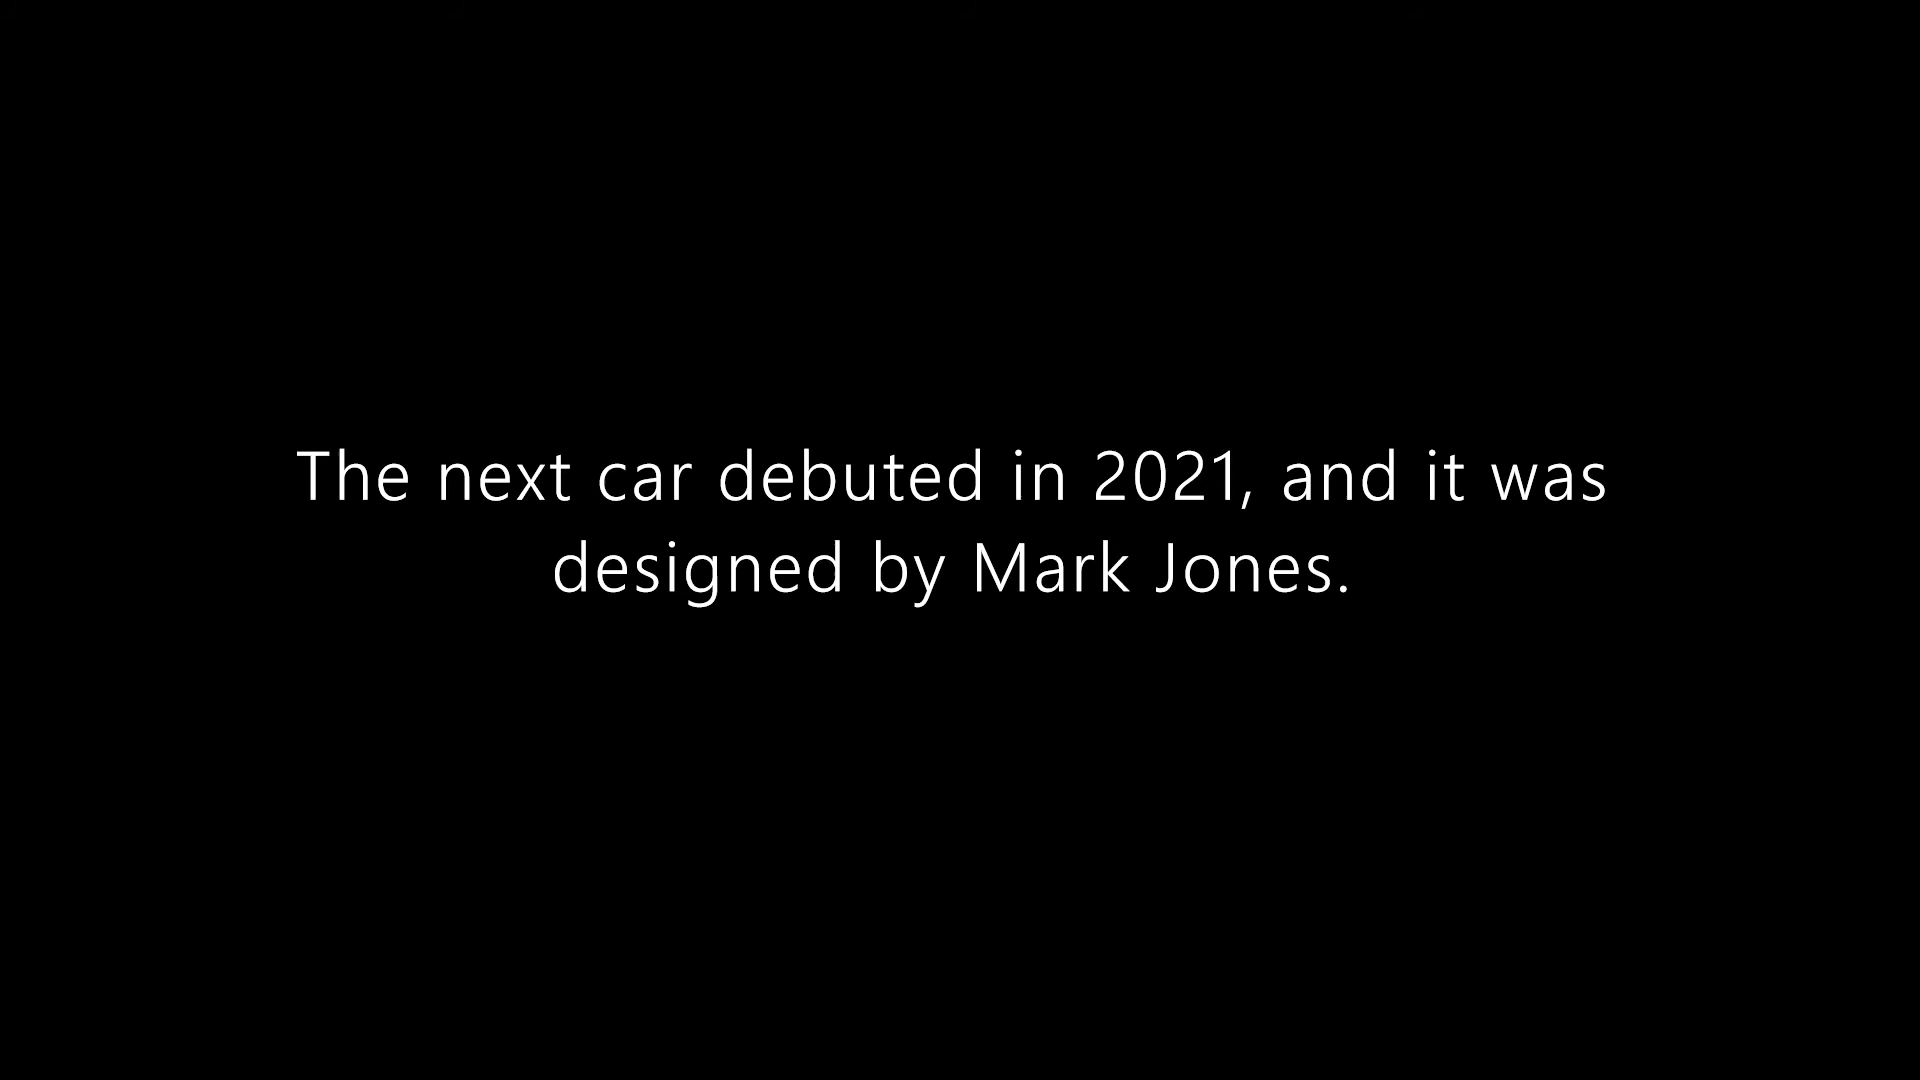 The next car debuted in 2021, and it was
designed by Mark Jones.